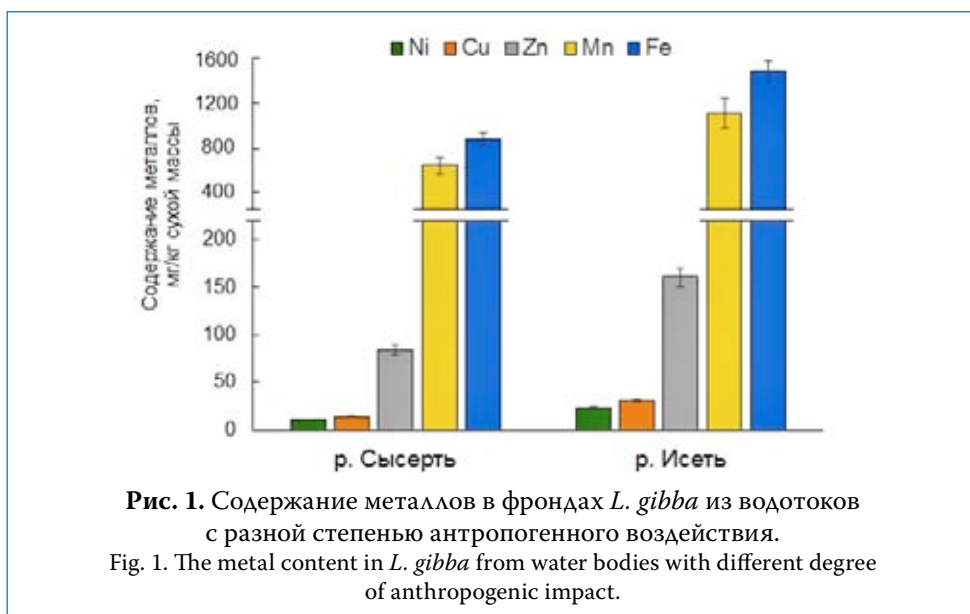 Ni Cu Zn Mn Fe
Содержание металлов,
мг/кг сухой массы
1600
1200
800
400
200
150
100
50
0
р. Сысерть
р. Исеть
Рис. 1. Содержание металлов в фрондах L. gibba из водотоков
с разной степенью антропогенного воздействия.
Fig. 1. The metal content in L. gibba from water bodies with different degree
of anthropogenic impact.